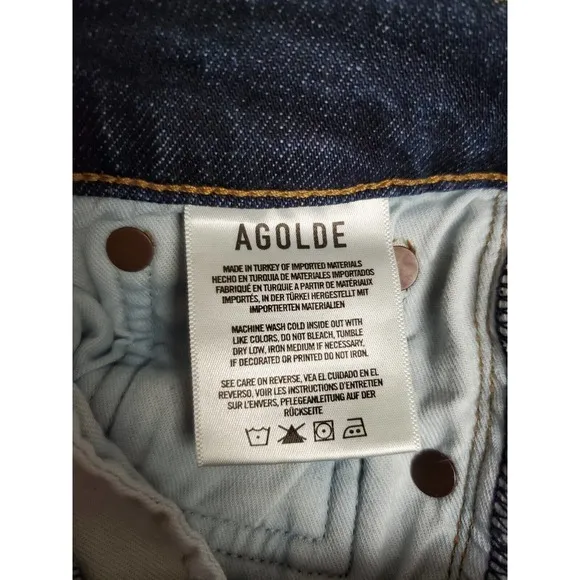 AGOLDE
MADE IN TURKEY OF IMPORTED MATERIALS
HECHO EN TURQUIA DE MATERIALES IMPORTADOS
FABRIQUÉ EN TURQUIE A PARTIR DE MATÉRIAUX
IMPORTÉS, IN DER TÜRKEI HERGESTELLT MIT
IMPORTIERTEN MATERIALIEN
MACHINE WASH COLD INSIDE OUT WITH
LIKE COLORS, DO NOT BLEACH, TUMBLE
DRY LOW, IRON MEDIUM IF NECESSARY.
IF DECORATED OR PRINTED DO NOT IRON.
SEE CARE ON REVERSE, VEA EL CUIDADO EN EL
REVERSO, VOIR LES INSTRUCTIONS D'ENTRETIEN
SUR L'ENVERS, PFLEGEANLEITUNG AUF DER
RÜCKSEITE